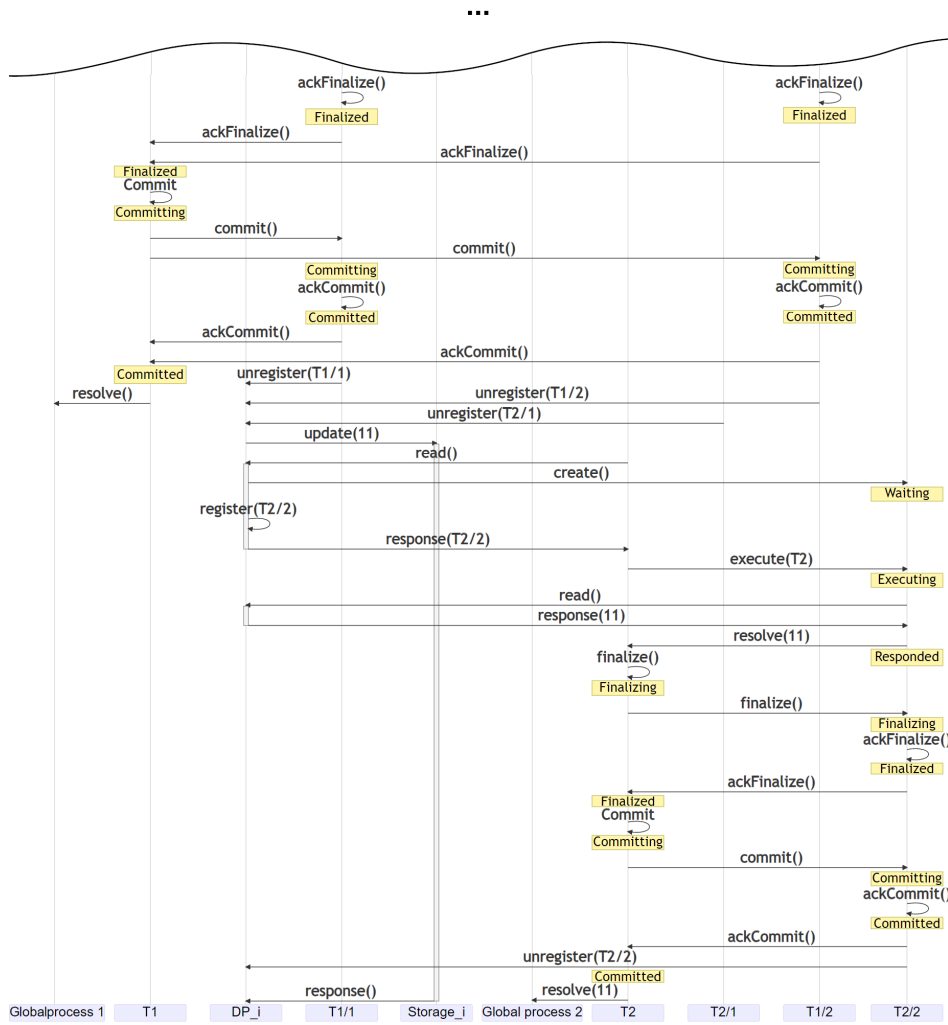 ...
ackFinalize() ackFinalize()
Finalized Finalized
ackFinalize()
ackFinalize()
Finalized
Commit
Committing
commit()
commit()
Committing Committing
ackCommit() ackCommit()
Committed Committed
ackCommit()
ackCommit()
Committed
unregister(T1/1)
resolve() unregister(T1/2)
unregister(T2/1)
update(11)
read()
create()
Waiting
register(T2/2)
response(T2/2)
execute(T2)
Executing
read()
response(11)
resolve(11)
Responded
finalize()
Finalizing
finalize()
Finalizing
ackFinalize()
Finalized
ackFinalize()
Finalized
Commit
Committing
commit()
Committing
ackCommit()
Committed
ackCommit()
unregister(T2/2)
Committed
response() resolve(11)
Globalprocess 1 T1 DP_i T1/1 Storage_i Global process 2 T2 T2/1 T1/2 T2/2